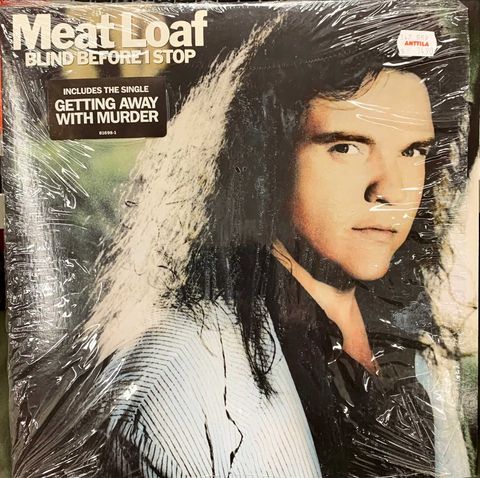 Meat Loaf
BLIND BEFORE I STOP
INCLUDES THE SINGLE
GETTING AWAY
WITH MURDER
81698-1
ANTTILA